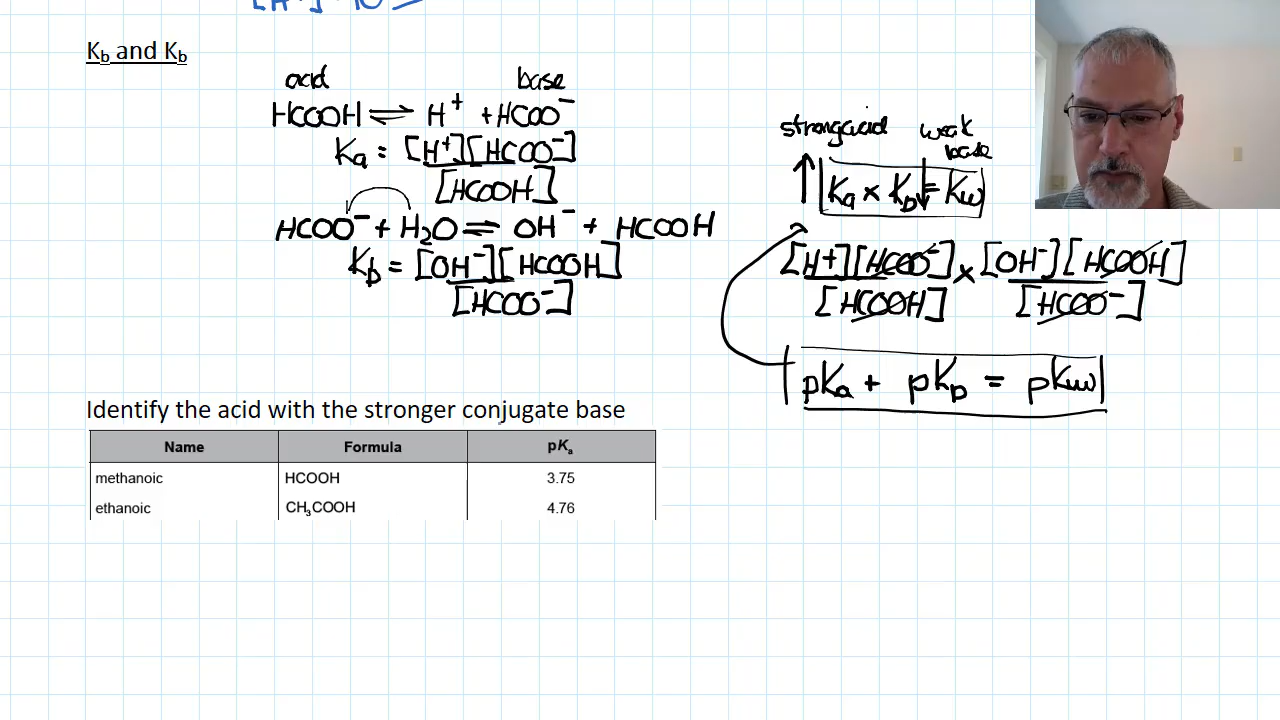 K_b and K_b
acid base
HCOOH ⇌ H⁺ + HCOO⁻
Ka = [H⁺][HCOO⁻]
[HCOOH]
HCOO⁻ + H₂O ⇌ OH⁻ + HCOOH
Kb = [OH⁻][HCOOH]
[HCOO⁻]
strong acid weak base
Ka × Kb = Kw
[H⁺][HCOO⁻] × [OH⁻][HCOOH]
[HCOOH] [HCOO⁻]
pKa + pKb = pKw
Identify the acid with the stronger conjugate base
Name Formula pKa
methanoic HCOOH 3.75
ethanoic CH₃COOH 4.76